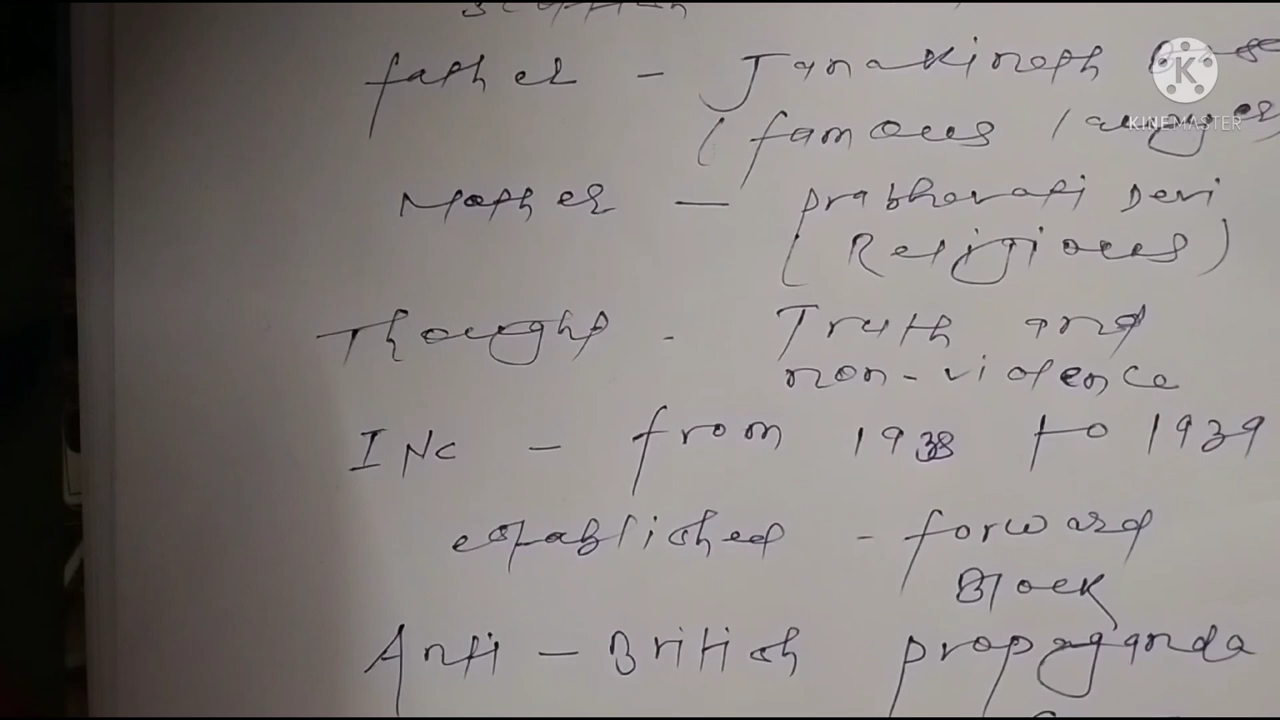 father - Janakinath Bose
(famous lawyer)
Mother - prabhavati Devi
(Religious)
Thought - Truth and
non-violence
INC - from 1938 to 1939
established - forward
Block
Anti-British propaganda
KINEMASTER